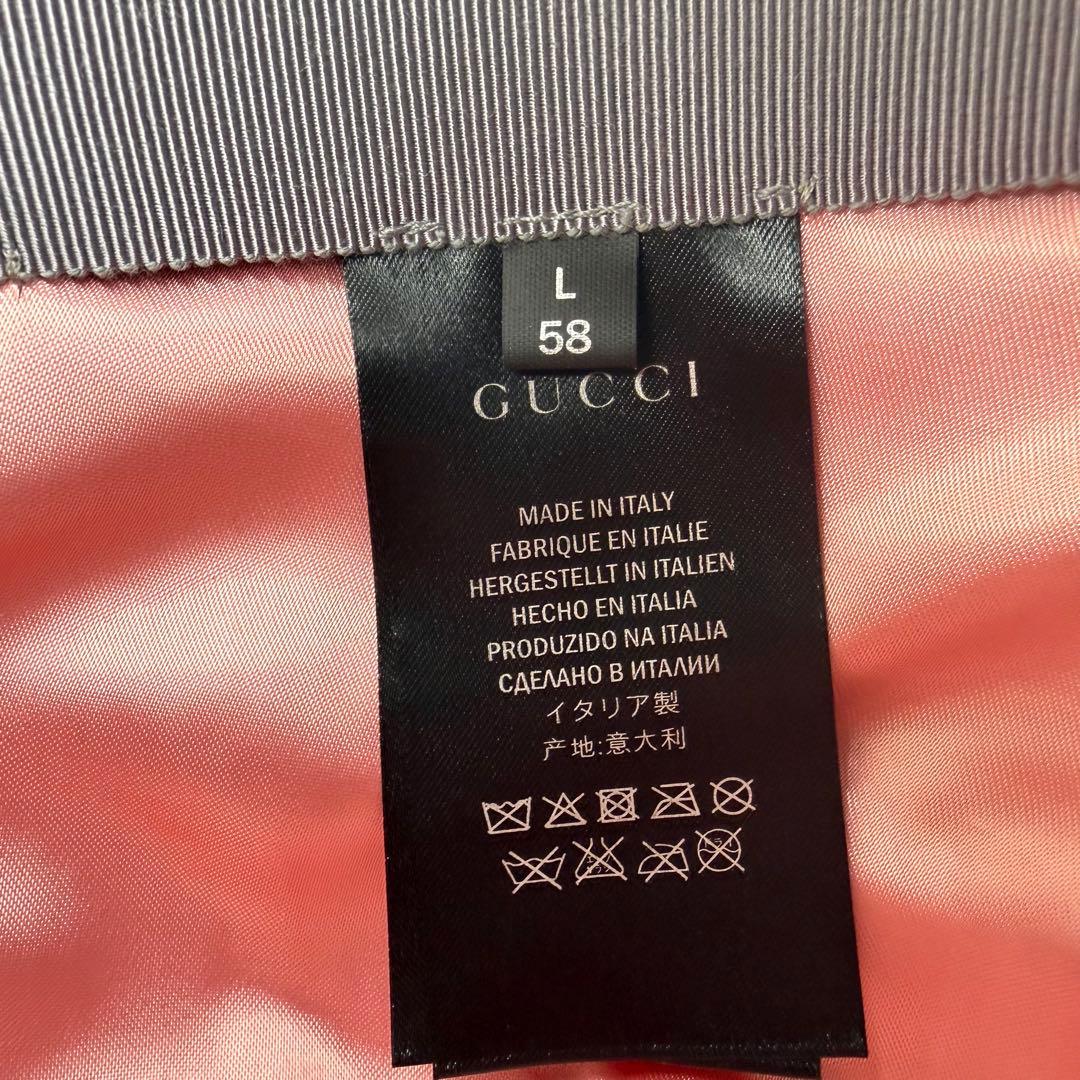 L
58
GUCCI
MADE IN ITALY
FABRIQUE EN ITALIE
HERGESTELLT IN ITALIEN
HECHO EN ITALIA
PRODUZIDO NA ITALIA
СДЕЛАНО В ИТАЛИИ
イタリア製
产地:意大利